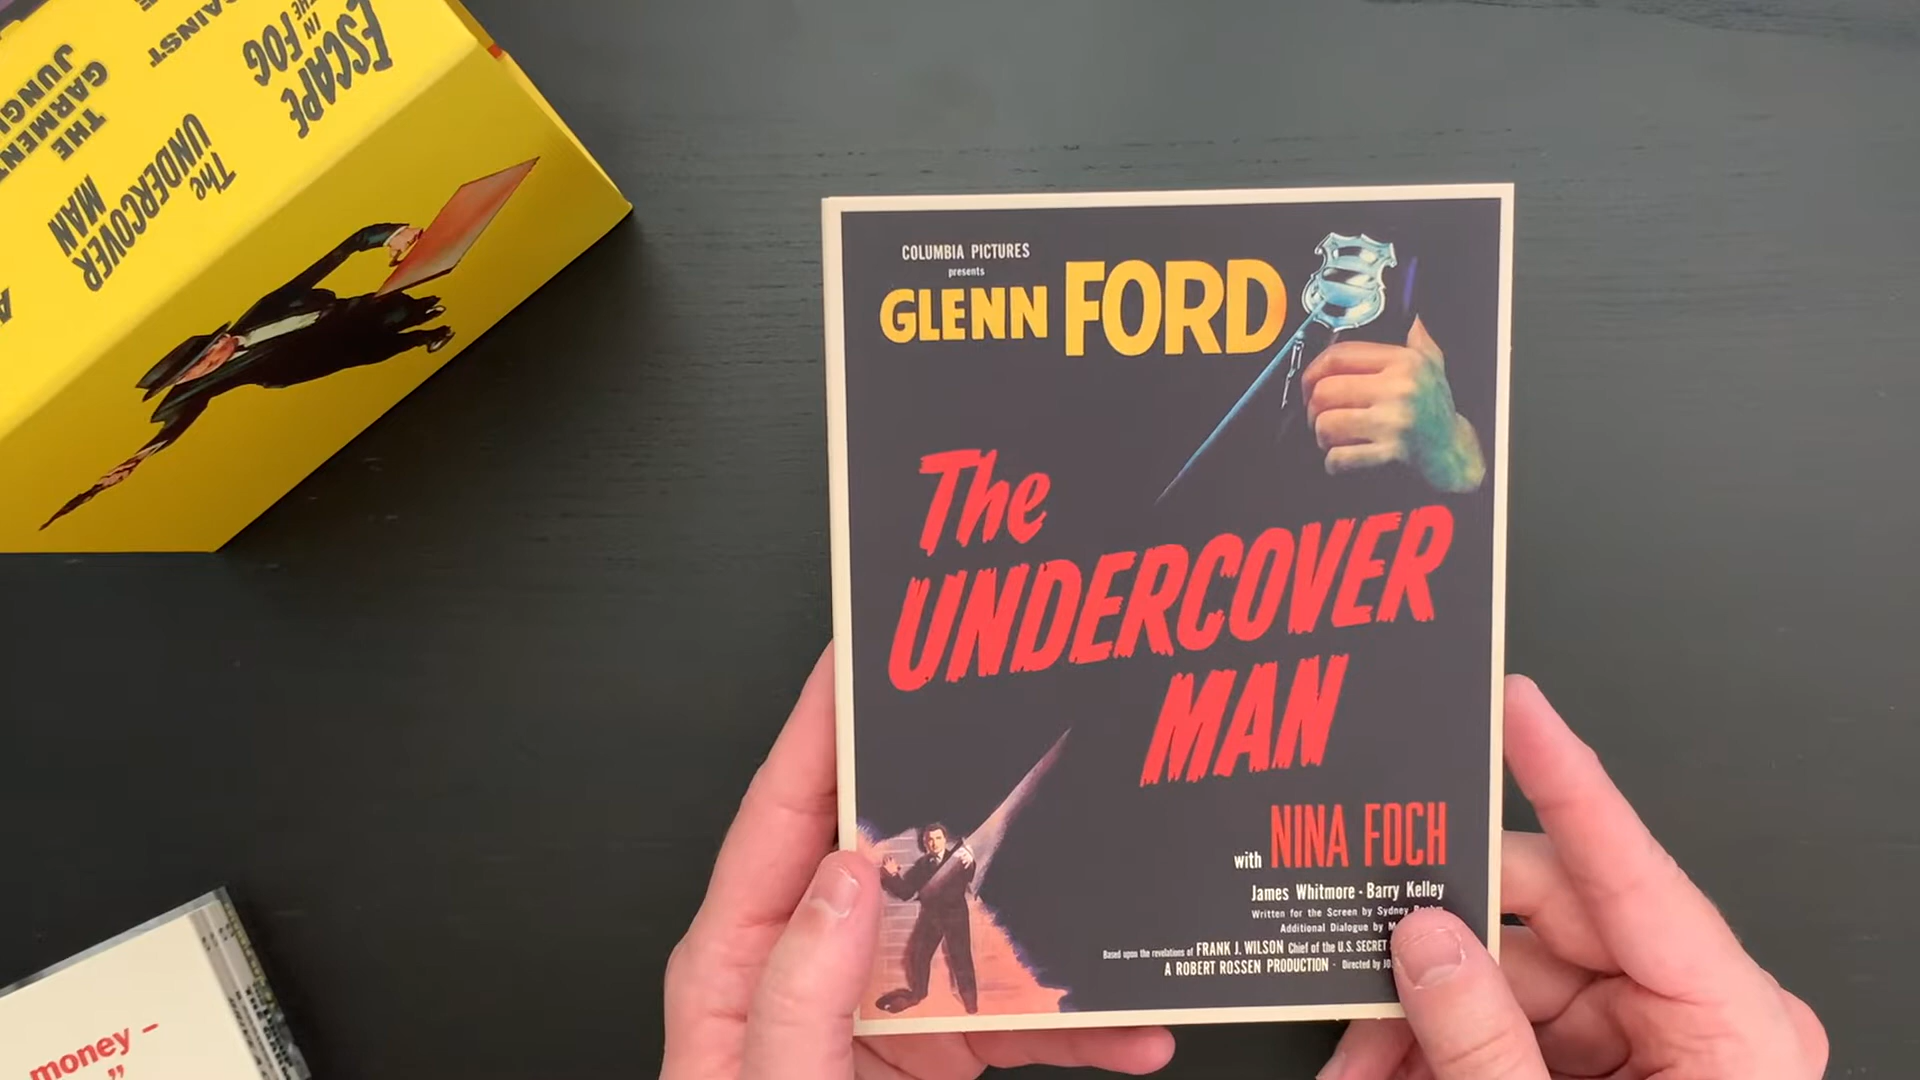 ESCAPE
IN
THE FOG
The
UNDERCOVER
MAN
THE
GARMENT
COLUMBIA PICTURES
presents
GLENN FORD
The
UNDERCOVER
MAN
with NINA FOCH
James Whitmore · Barry Kelley
Written for the Screen by Sydney
Additional Dialogue by
Based upon the revelations of FRANK J. WILSON Chief of the U.S. SECRET
A ROBERT ROSSEN PRODUCTION · Directed by
money –
”